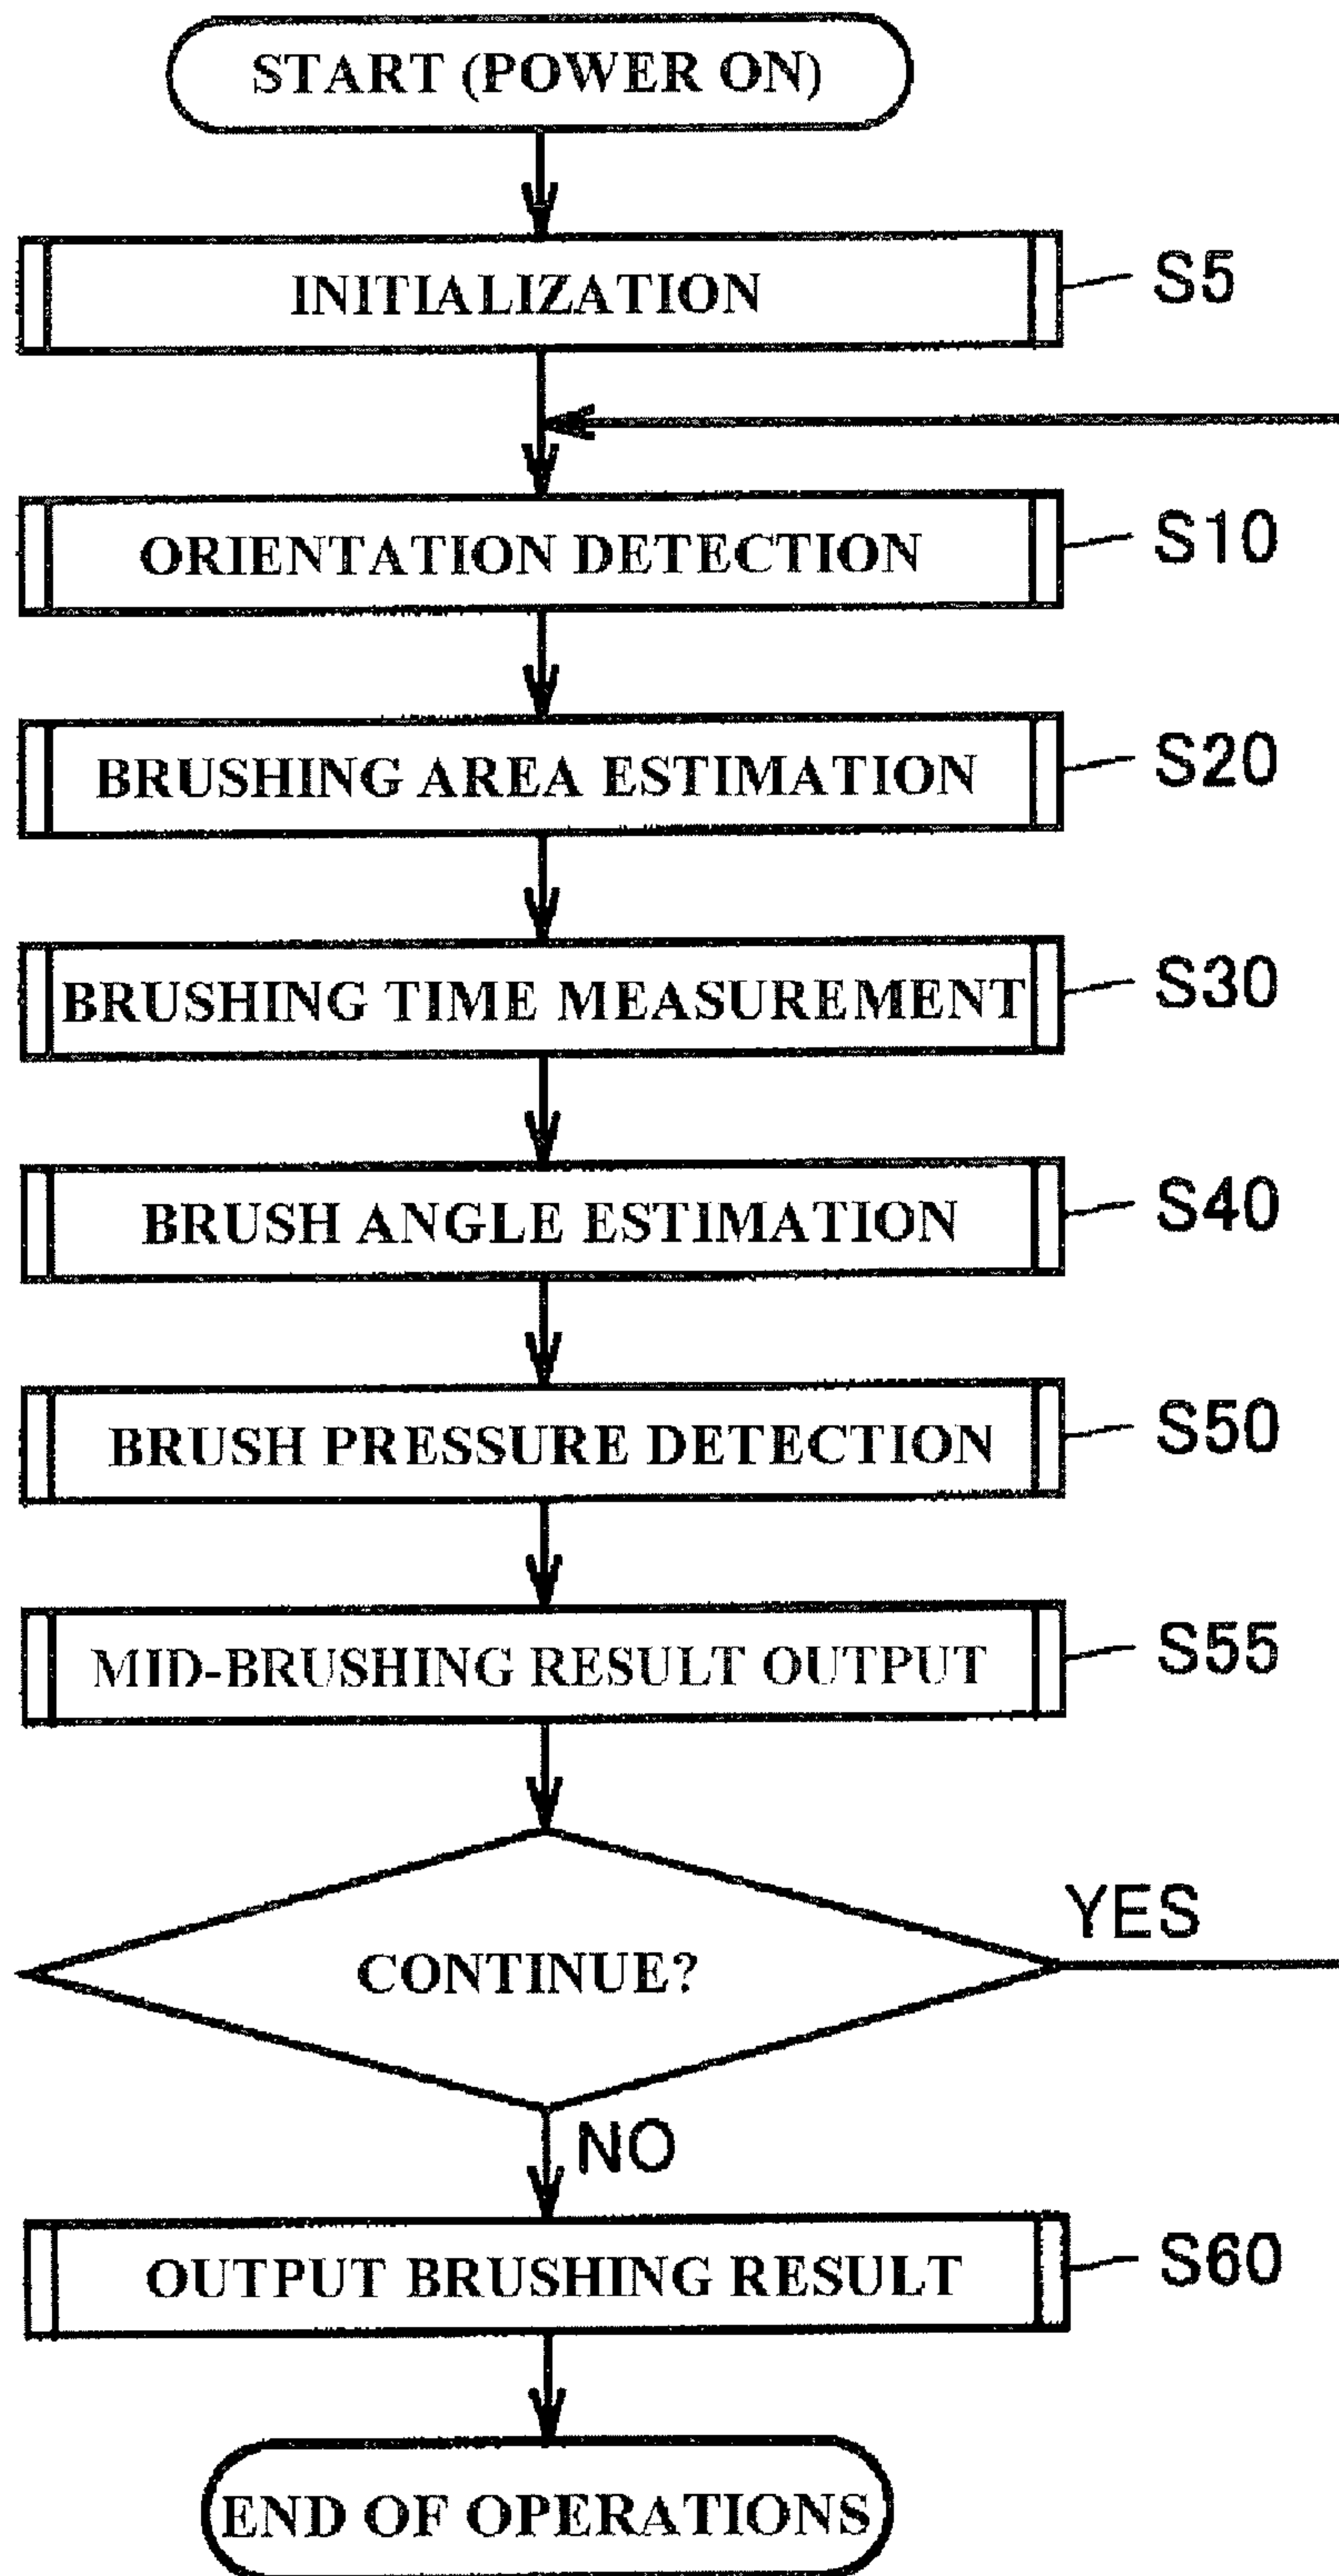 START (POWER ON)
INITIALIZATION
S5
ORIENTATION DETECTION
S10
BRUSHING AREA ESTIMATION
S20
BRUSHING TIME MEASUREMENT
S30
BRUSH ANGLE ESTIMATION
S40
BRUSH PRESSURE DETECTION
S50
MID-BRUSHING RESULT OUTPUT
S55
CONTINUE?
YES
NO
OUTPUT BRUSHING RESULT
S60
END OF OPERATIONS